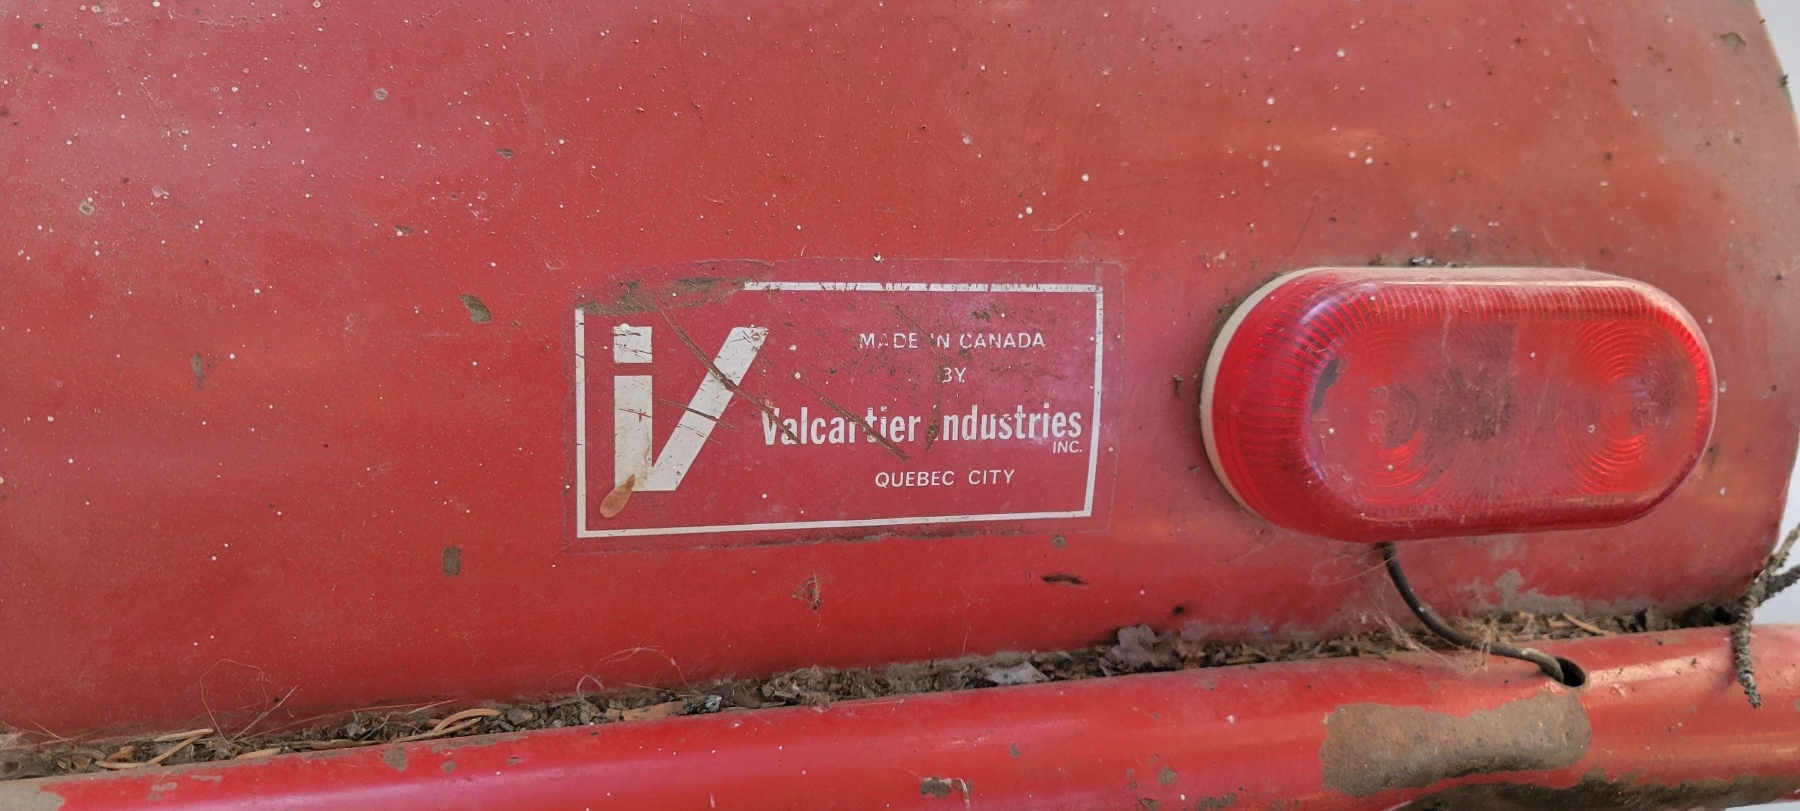 iV
MADE IN CANADA
BY
Valcartier Industries
INC.
QUEBEC CITY